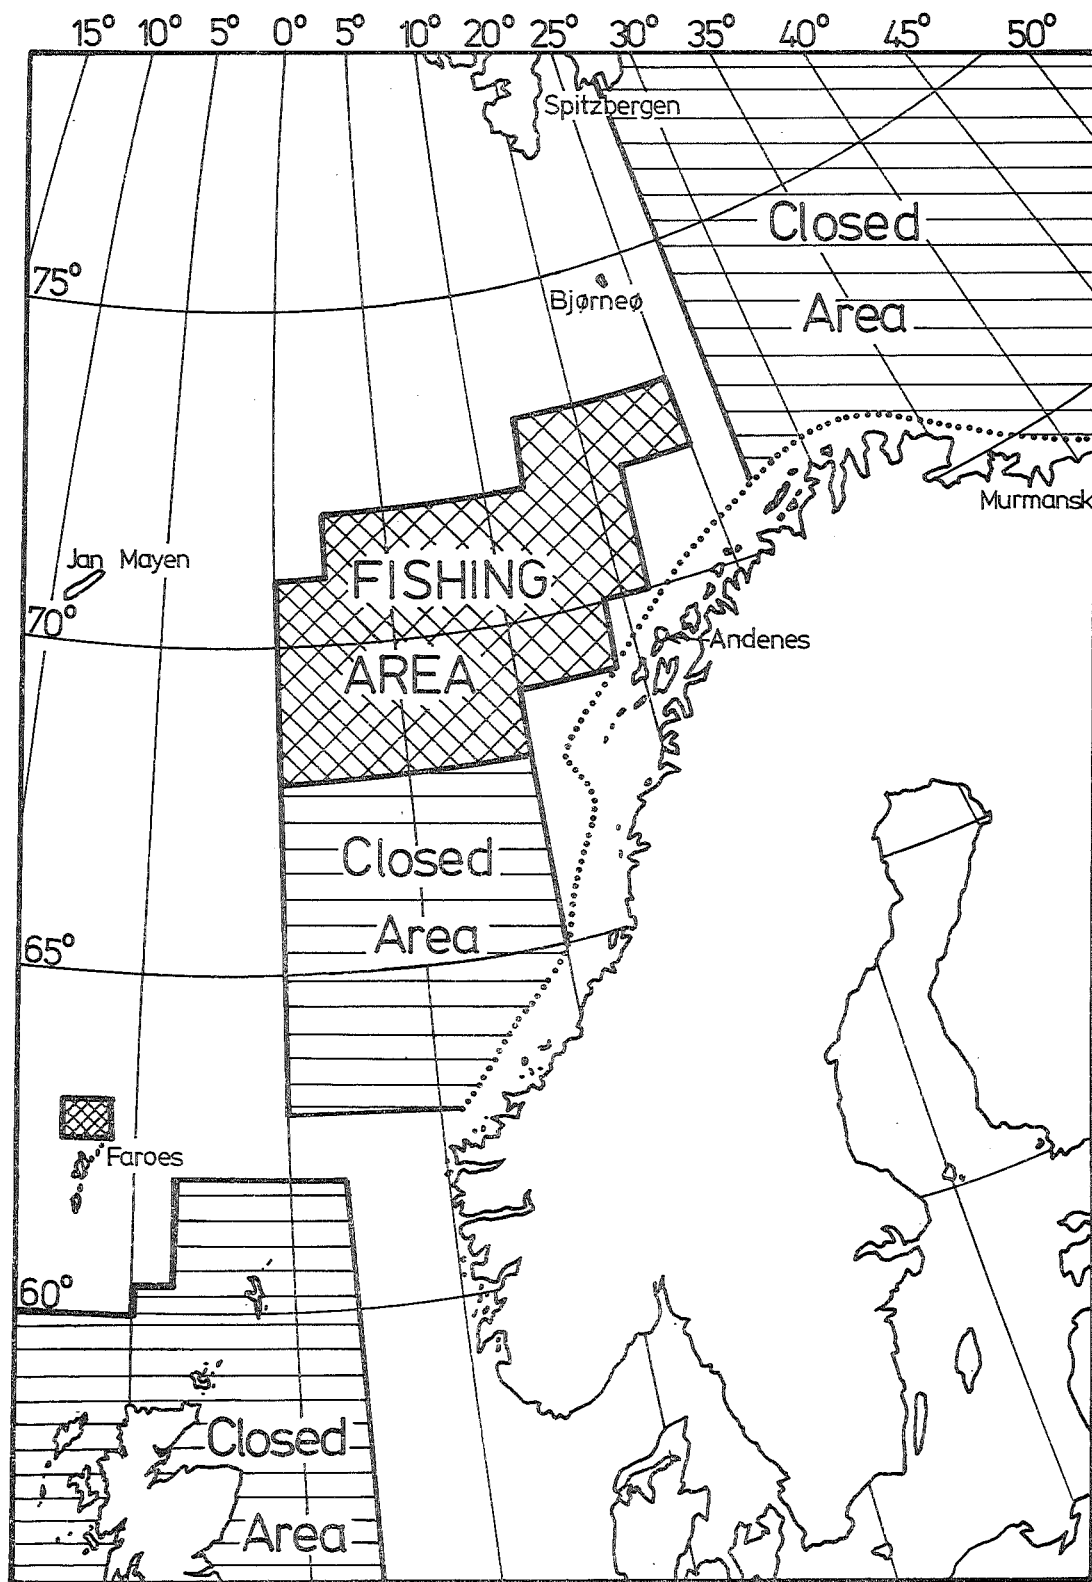 15° 10° 5° 0° 5° 10° 20° 25° 30° 35° 40° 45° 50°
Spitzbergen
Closed
75°
Bjørneø
Area
Murmansk
Jan Mayen
FISHING
70°
Andenes
AREA
Closed
Area
65°
Faroes
60°
Closed
Area